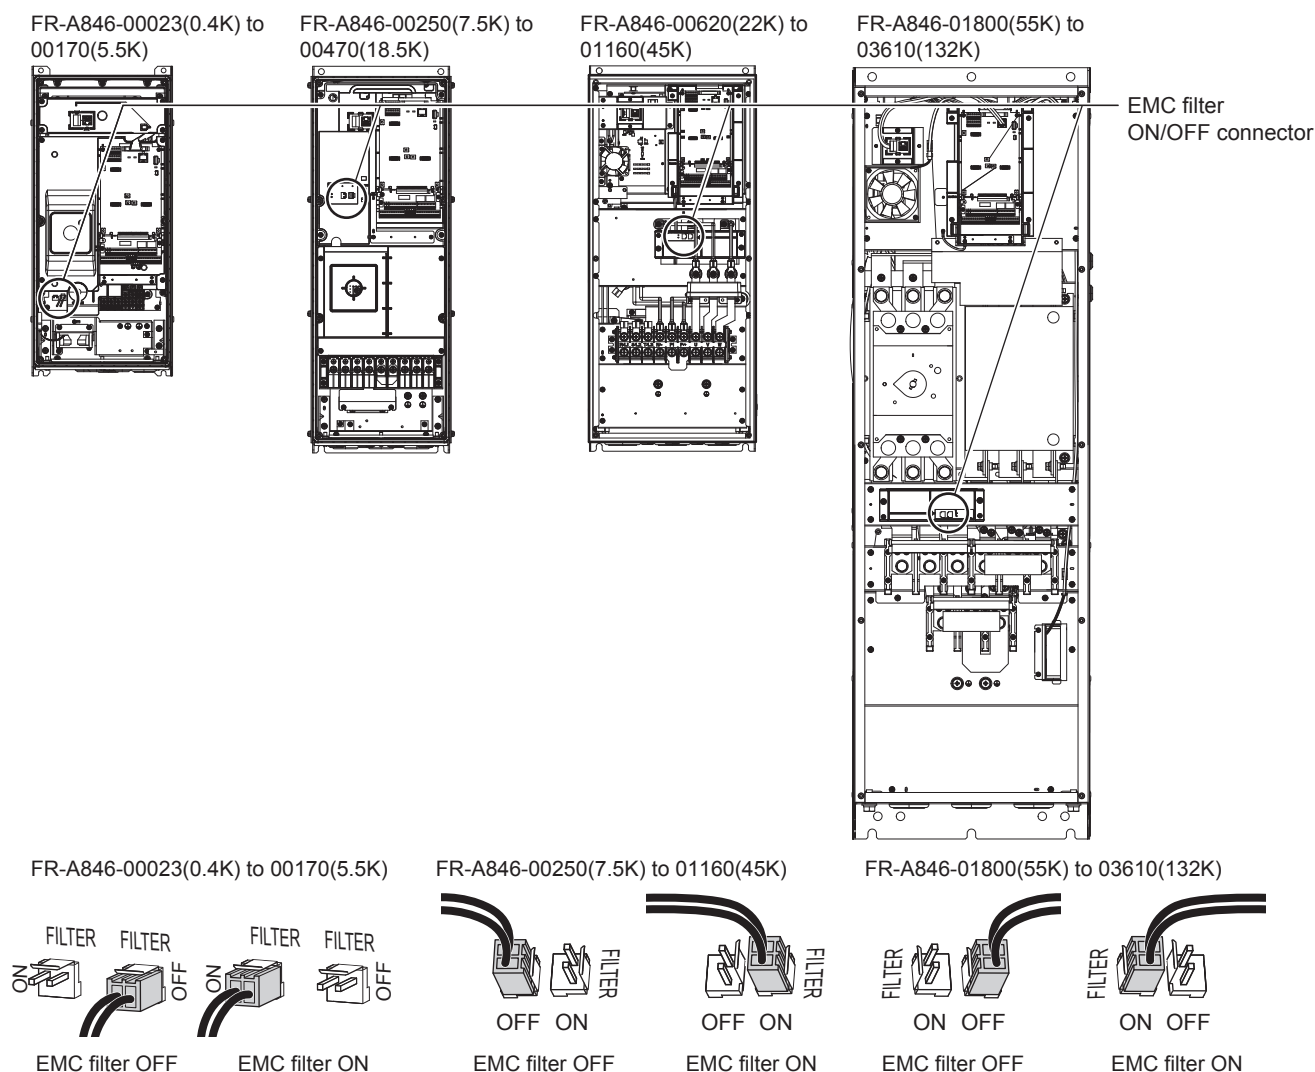 FR-A846-00023(0.4K) to
00170(5.5K)
FR-A846-00250(7.5K) to
00470(18.5K)
FR-A846-00620(22K) to
01160(45K)
FR-A846-01800(55K) to
03610(132K)
EMC filter
ON/OFF connector
FR-A846-00023(0.4K) to 00170(5.5K)
FILTER
ON
FILTER
OFF
EMC filter OFF
FILTER
ON
FILTER
OFF
EMC filter ON
FR-A846-00250(7.5K) to 01160(45K)
FILTER
OFF ON
EMC filter OFF
FILTER
OFF ON
EMC filter ON
FR-A846-01800(55K) to 03610(132K)
FILTER
ON OFF
EMC filter OFF
FILTER
ON OFF
EMC filter ON